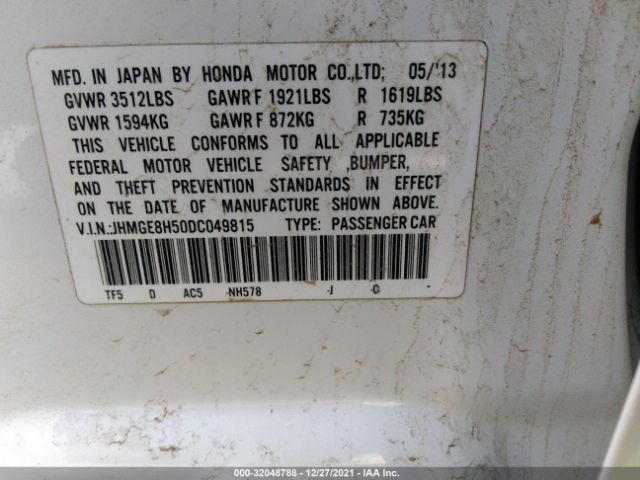 MFD. IN JAPAN BY HONDA MOTOR CO.,LTD; 05/'13
GVWR 3512LBS GAWR F 1921LBS R 1619LBS
GVWR 1594KG GAWR F 872KG R 735KG
THIS VEHICLE CONFORMS TO ALL APPLICABLE
FEDERAL MOTOR VEHICLE SAFETY ,BUMPER,
AND THEFT PREVENTION STANDARDS IN EFFECT
ON THE DATE OF MANUFACTURE SHOWN ABOVE.
V.I.N.:JHMGE8H50DC049815 TYPE: PASSENGER CAR
TF5 D AC5 -NH578 -J -G
000-32048788 - 12/27/2021 - IAA Inc.